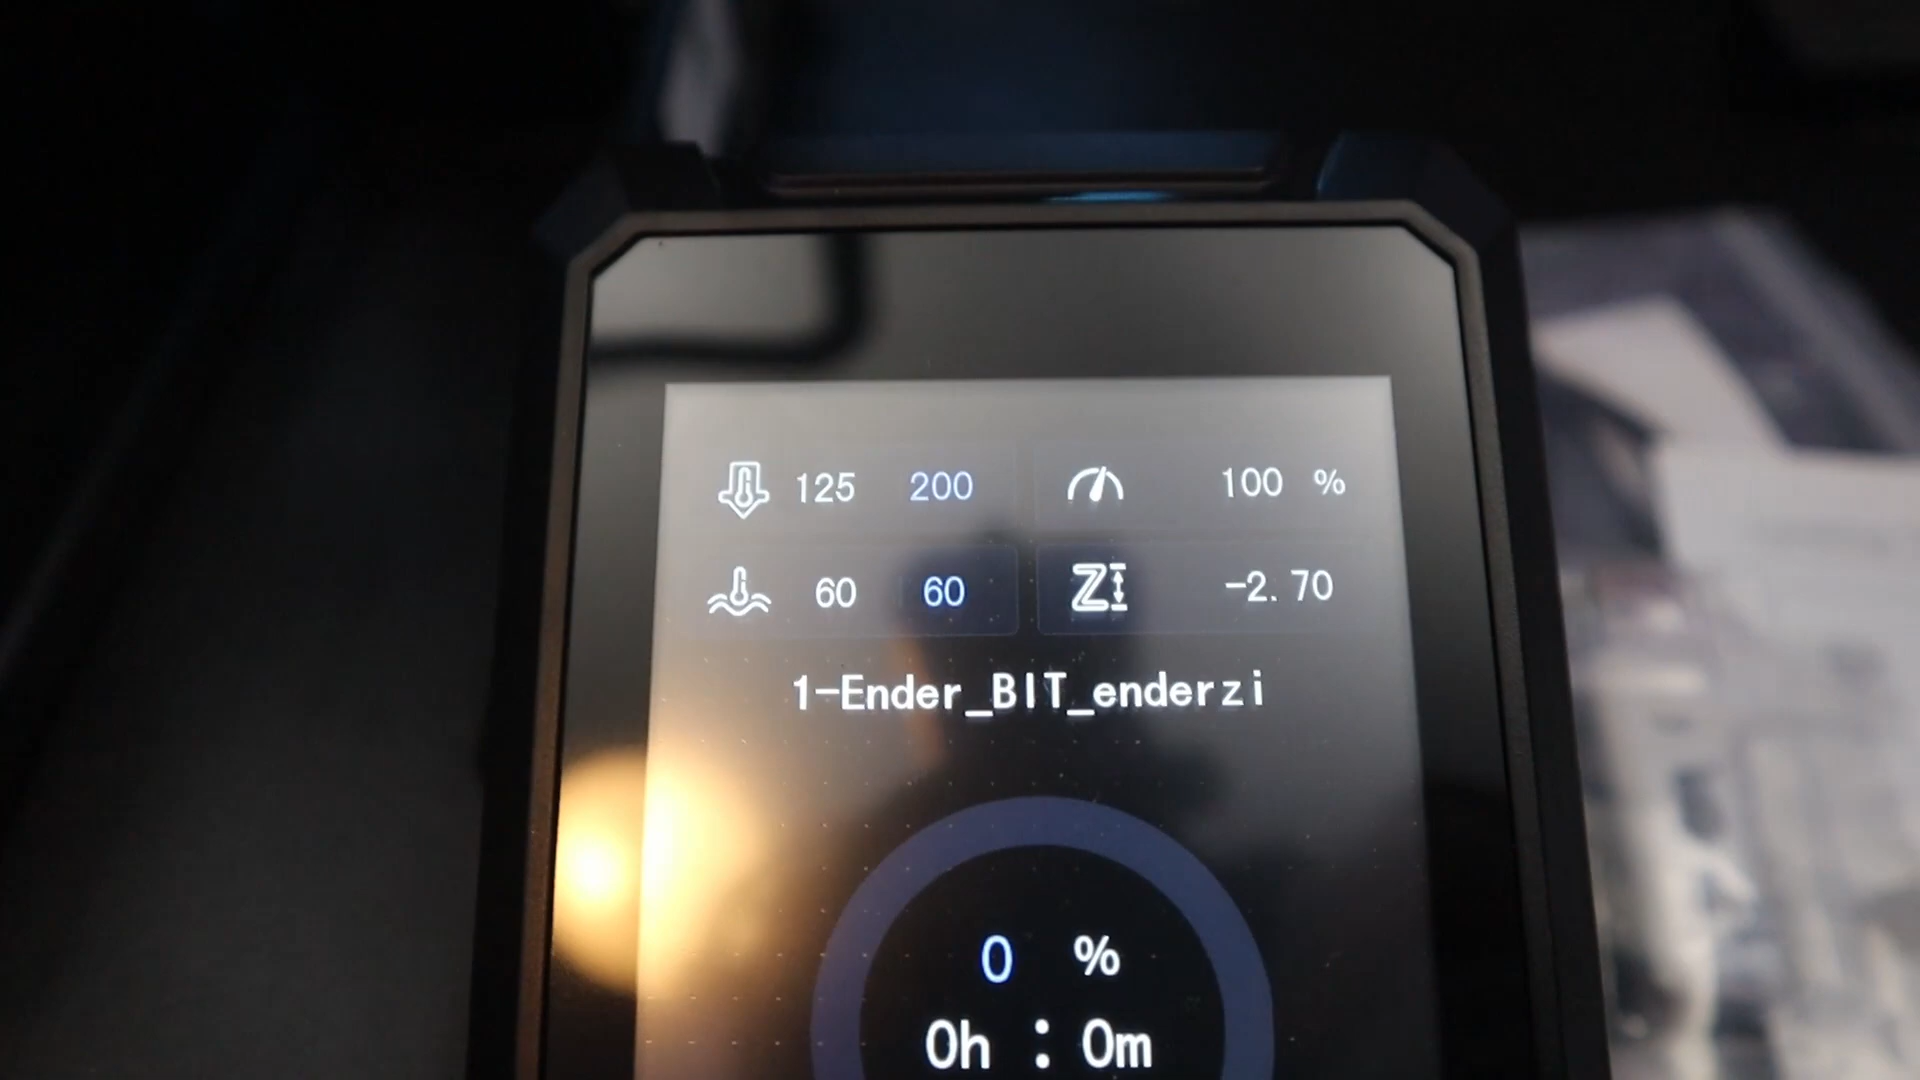 125 200 100 %
60 60 Z -2.70
1-Ender_BIT_enderzi
0 %
0h : 0m